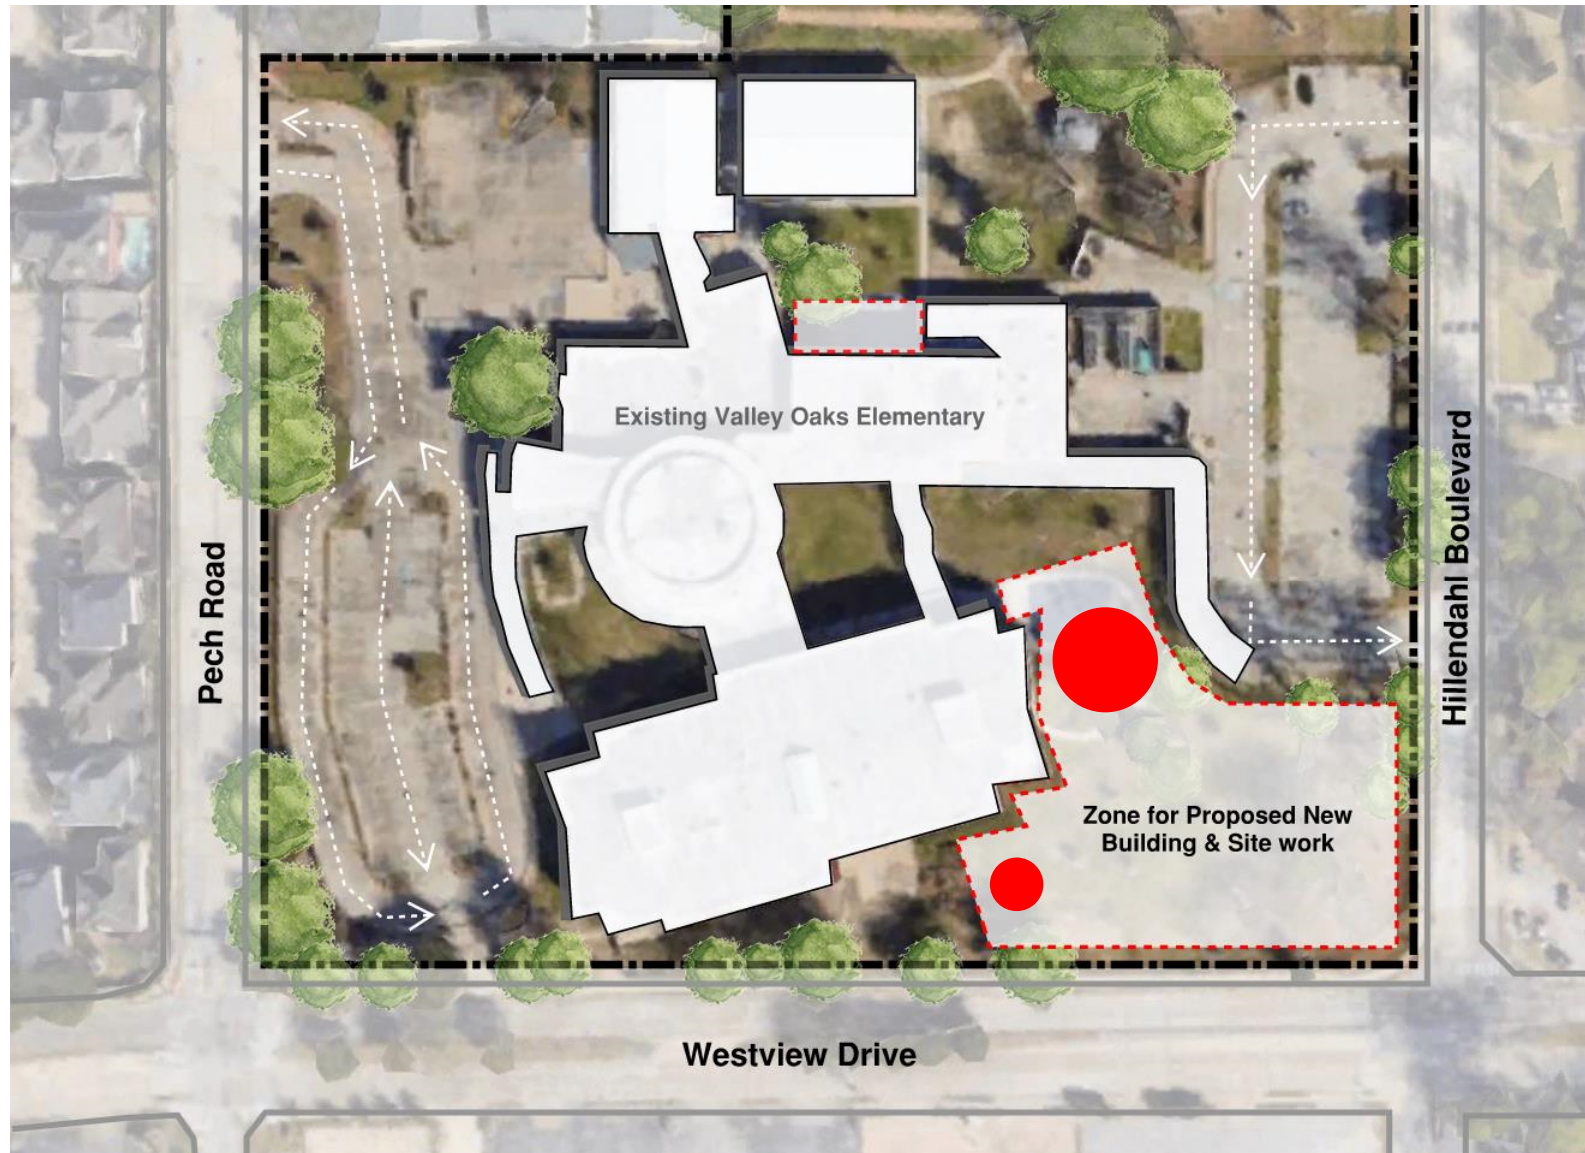 Existing Valley Oaks Elementary
Pech Road
Hillendahl Boulevard
Zone for Proposed New
Building & Site work
Westview Drive